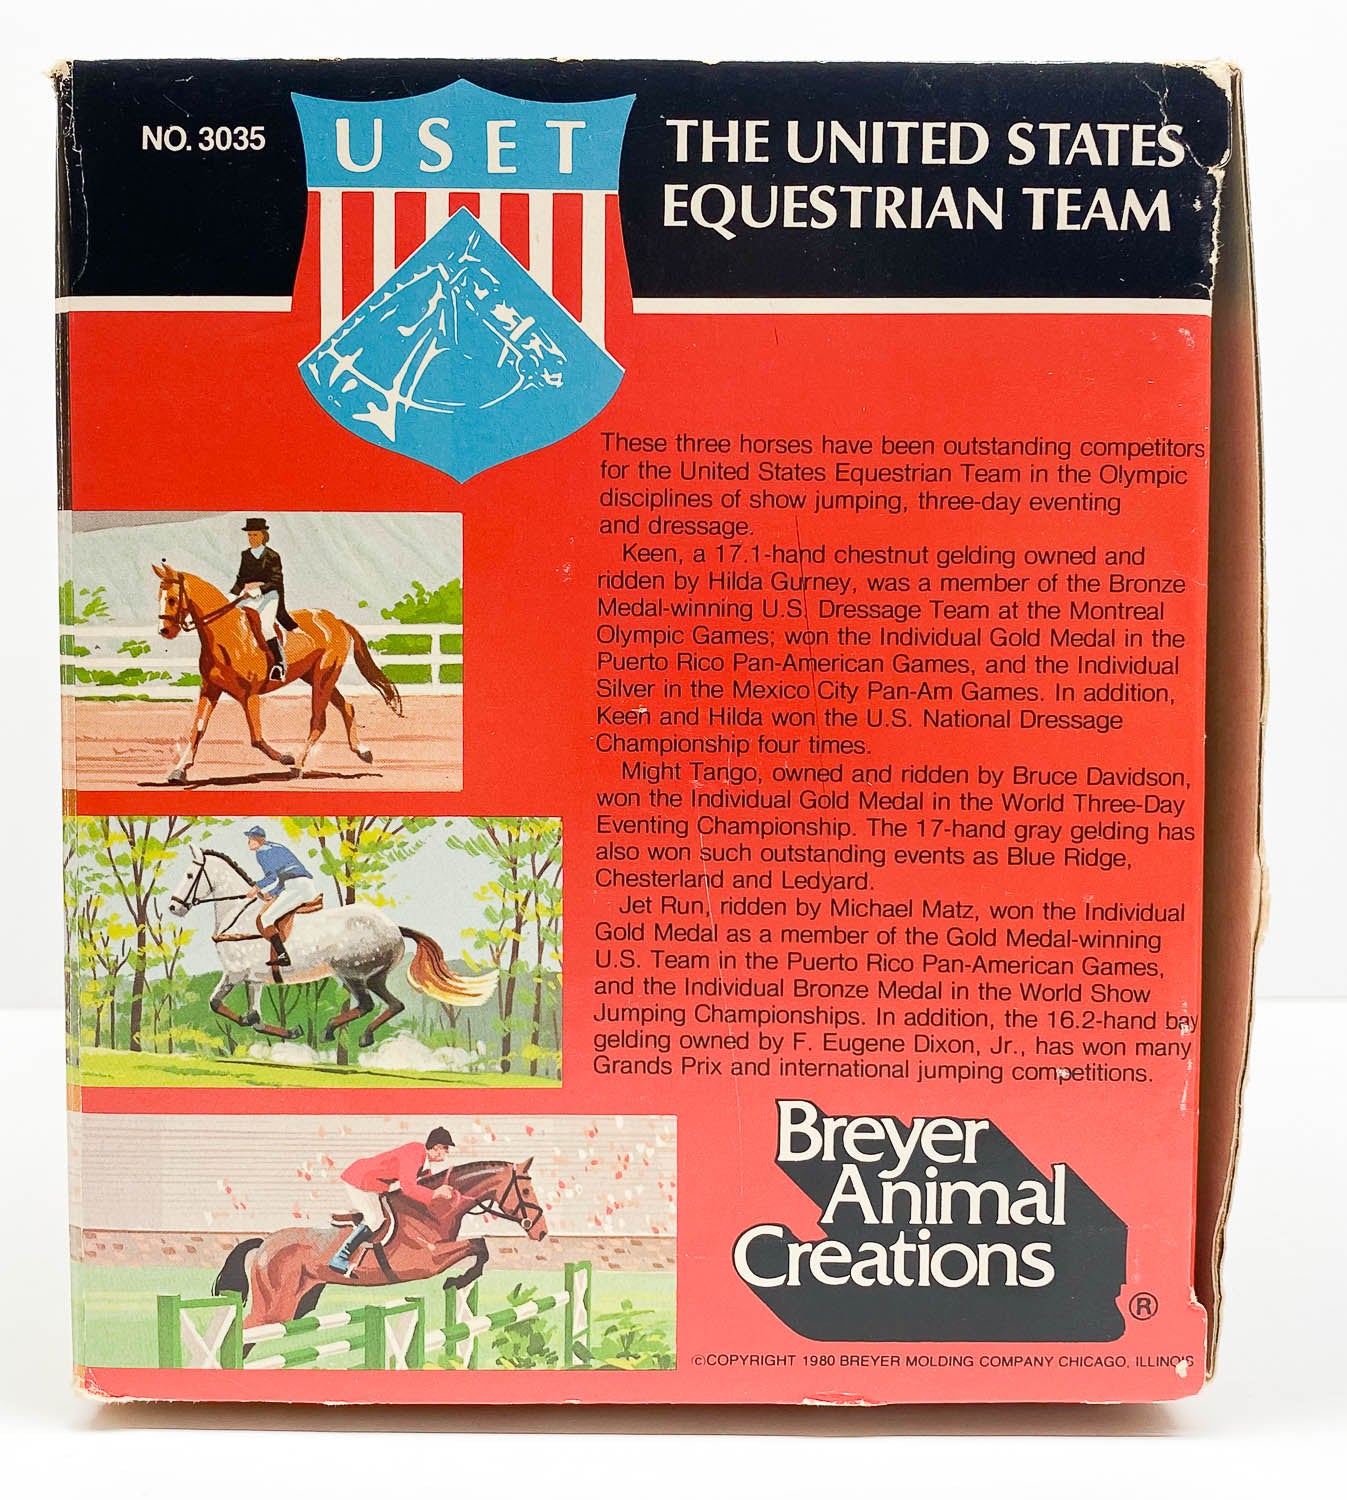 NO. 3035
USET
THE UNITED STATES
EQUESTRIAN TEAM
These three horses have been outstanding competitors
for the United States Equestrian Team in the Olympic
disciplines of show jumping, three-day eventing
and dressage.
Keen, a 17.1-hand chestnut gelding owned and
ridden by Hilda Gurney, was a member of the Bronze
Medal-winning U.S. Dressage Team at the Montreal
Olympic Games; won the Individual Gold Medal in the
Puerto Rico Pan-American Games, and the Individual
Silver in the Mexico City Pan-Am Games. In addition,
Keen and Hilda won the U.S. National Dressage
Championship four times.
Might Tango, owned and ridden by Bruce Davidson,
won the Individual Gold Medal in the World Three-Day
Eventing Championship. The 17-hand gray gelding has
also won such outstanding events as Blue Ridge,
Chesterland and Ledyard.
Jet Run, ridden by Michael Matz, won the Individual
Gold Medal as a member of the Gold Medal-winning
U.S. Team in the Puerto Rico Pan-American Games,
and the Individual Bronze Medal in the World Show
Jumping Championships. In addition, the 16.2-hand bay
gelding owned by F. Eugene Dixon, Jr., has won many
Grands Prix and international jumping competitions.
Breyer
Animal
Creations
®
©COPYRIGHT 1980 BREYER MOLDING COMPANY CHICAGO, ILLINOIS